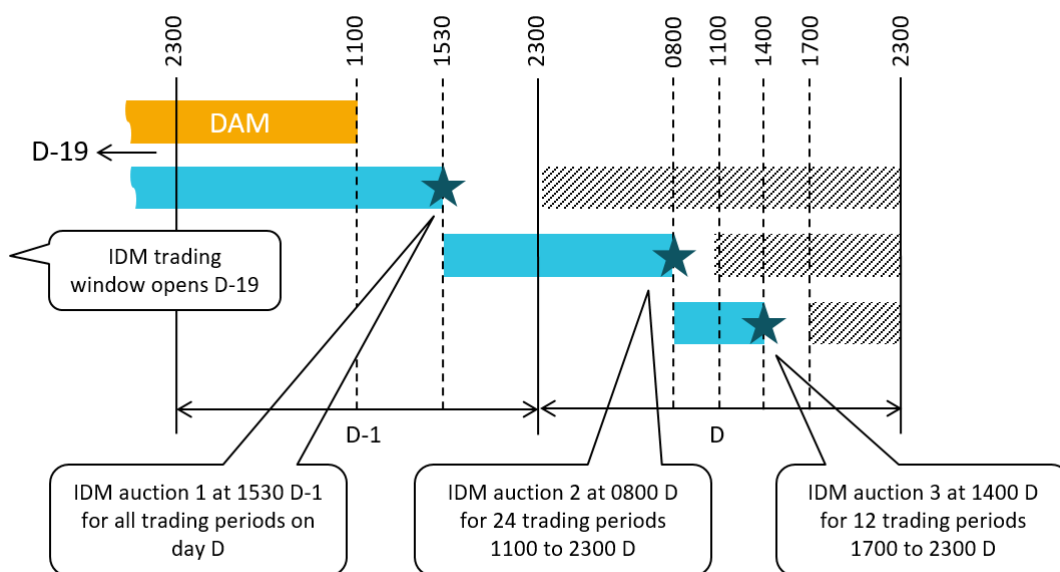 2300
1100
1530
2300
0800
1100
1400
1700
2300
DAM
D-19
IDM trading
window opens D-19
D-1
D
IDM auction 1 at 1530 D-1
for all trading periods on
day D
IDM auction 2 at 0800 D
for 24 trading periods
1100 to 2300 D
IDM auction 3 at 1400 D
for 12 trading periods
1700 to 2300 D